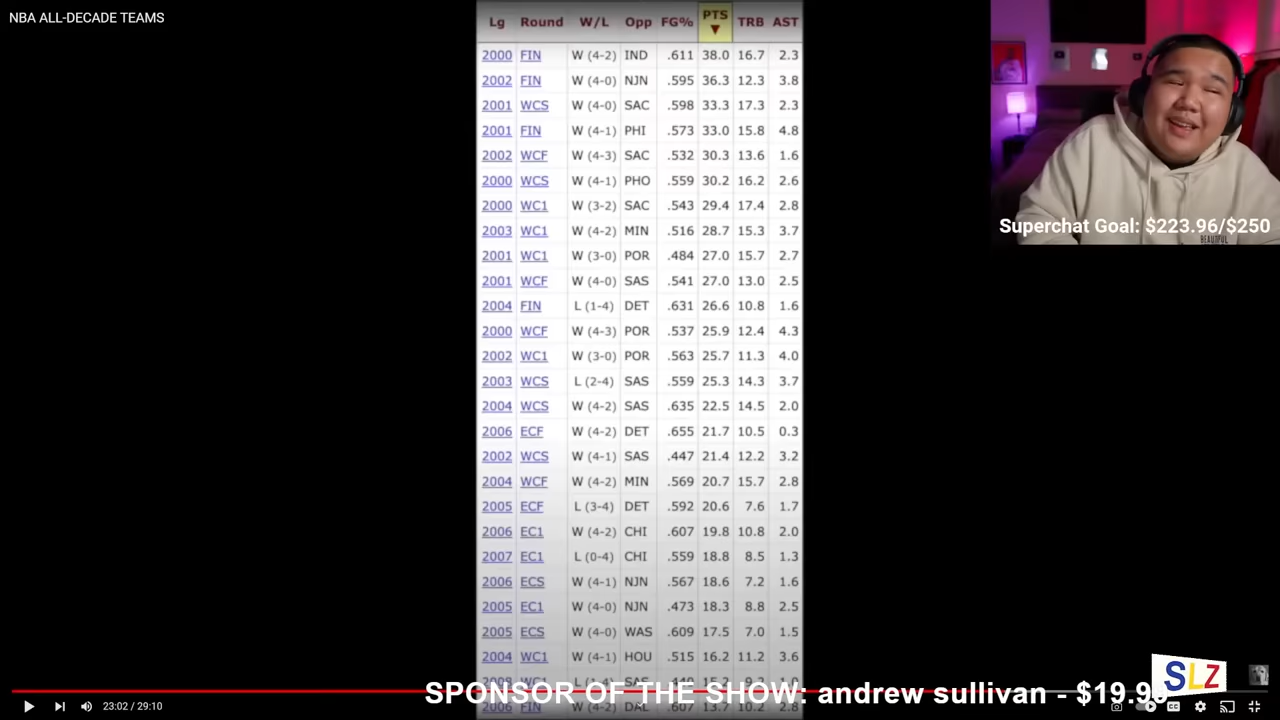 NBA ALL-DECADE TEAMS
Lg Round W/L Opp FG% PTS TRB AST
▼
2000 FIN W (4-2) IND .611 38.0 16.7 2.3
2002 FIN W (4-0) NJN .595 36.3 12.3 3.8
2001 WCS W (4-0) SAC .598 33.3 17.3 2.3
2001 FIN W (4-1) PHI .573 33.0 15.8 4.8
2002 WCF W (4-3) SAC .532 30.3 13.6 1.6
2000 WCS W (4-1) PHO .559 30.2 16.2 2.6
2000 WC1 W (3-2) SAC .543 29.4 17.4 2.8
2003 WC1 W (4-2) MIN .516 28.7 15.3 3.7
2001 WC1 W (3-0) POR .484 27.0 15.7 2.7
2001 WCF W (4-0) SAS .541 27.0 13.0 2.5
2004 FIN L (1-4) DET .631 26.6 10.8 1.6
2000 WCF W (4-3) POR .537 25.9 12.4 4.3
2002 WC1 W (3-0) POR .563 25.7 11.3 4.0
2003 WCS L (2-4) SAS .559 25.3 14.3 3.7
2004 WCS W (4-2) SAS .635 22.5 14.5 2.0
2006 ECF W (4-2) DET .655 21.7 10.5 0.3
2002 WCS W (4-1) SAS .447 21.4 12.2 3.2
2004 WCF W (4-2) MIN .569 20.7 15.7 2.8
2005 ECF L (3-4) DET .592 20.6 7.6 1.7
2006 EC1 W (4-2) CHI .607 19.8 10.8 2.0
2007 EC1 L (0-4) CHI .559 18.8 8.5 1.3
2006 ECS W (4-1) NJN .567 18.6 7.2 1.6
2005 EC1 W (4-0) NJN .473 18.3 8.8 2.5
2005 ECS W (4-0) WAS .609 17.5 7.0 1.5
2004 WC1 W (4-1) HOU .515 16.2 11.2 3.6
2006 FIN W (4-2) DAL .607 13.7 10.2 2.8
Superchat Goal: $223.96/$250
BEAUTIFUL
SLZ
SPONSOR OF THE SHOW: andrew sullivan - $19.9
23:02 / 29:10
CC